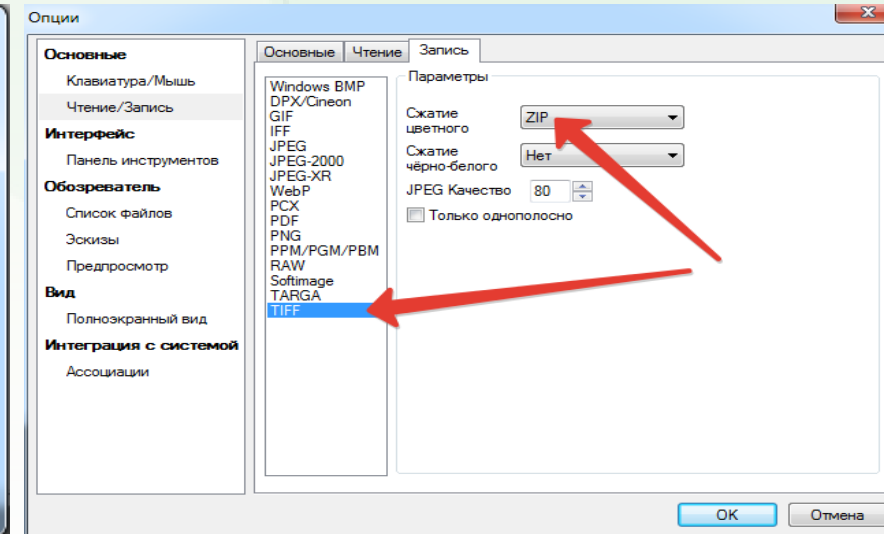 Опции
Основные
Клавиатура/Мышь
Чтение/Запись
Интерфейс
Панель инструментов
Обозреватель
Список файлов
Эскизы
Предпросмотр
Вид
Полноэкранный вид
Интеграция с системой
Ассоциации
Основные Чтение Запись
Windows BMP
DPX/Cineon
GIF
IFF
JPEG
JPEG-2000
JPEG-XR
WebP
PCX
PDF
PNG
PPM/PGM/PBM
RAW
Softimage
TARGA
TIFF
Параметры
Сжатие
цветного
ZIP
Сжатие
чёрно-белого
Нет
JPEG Качество 80
Только однополосно
OK Отмена